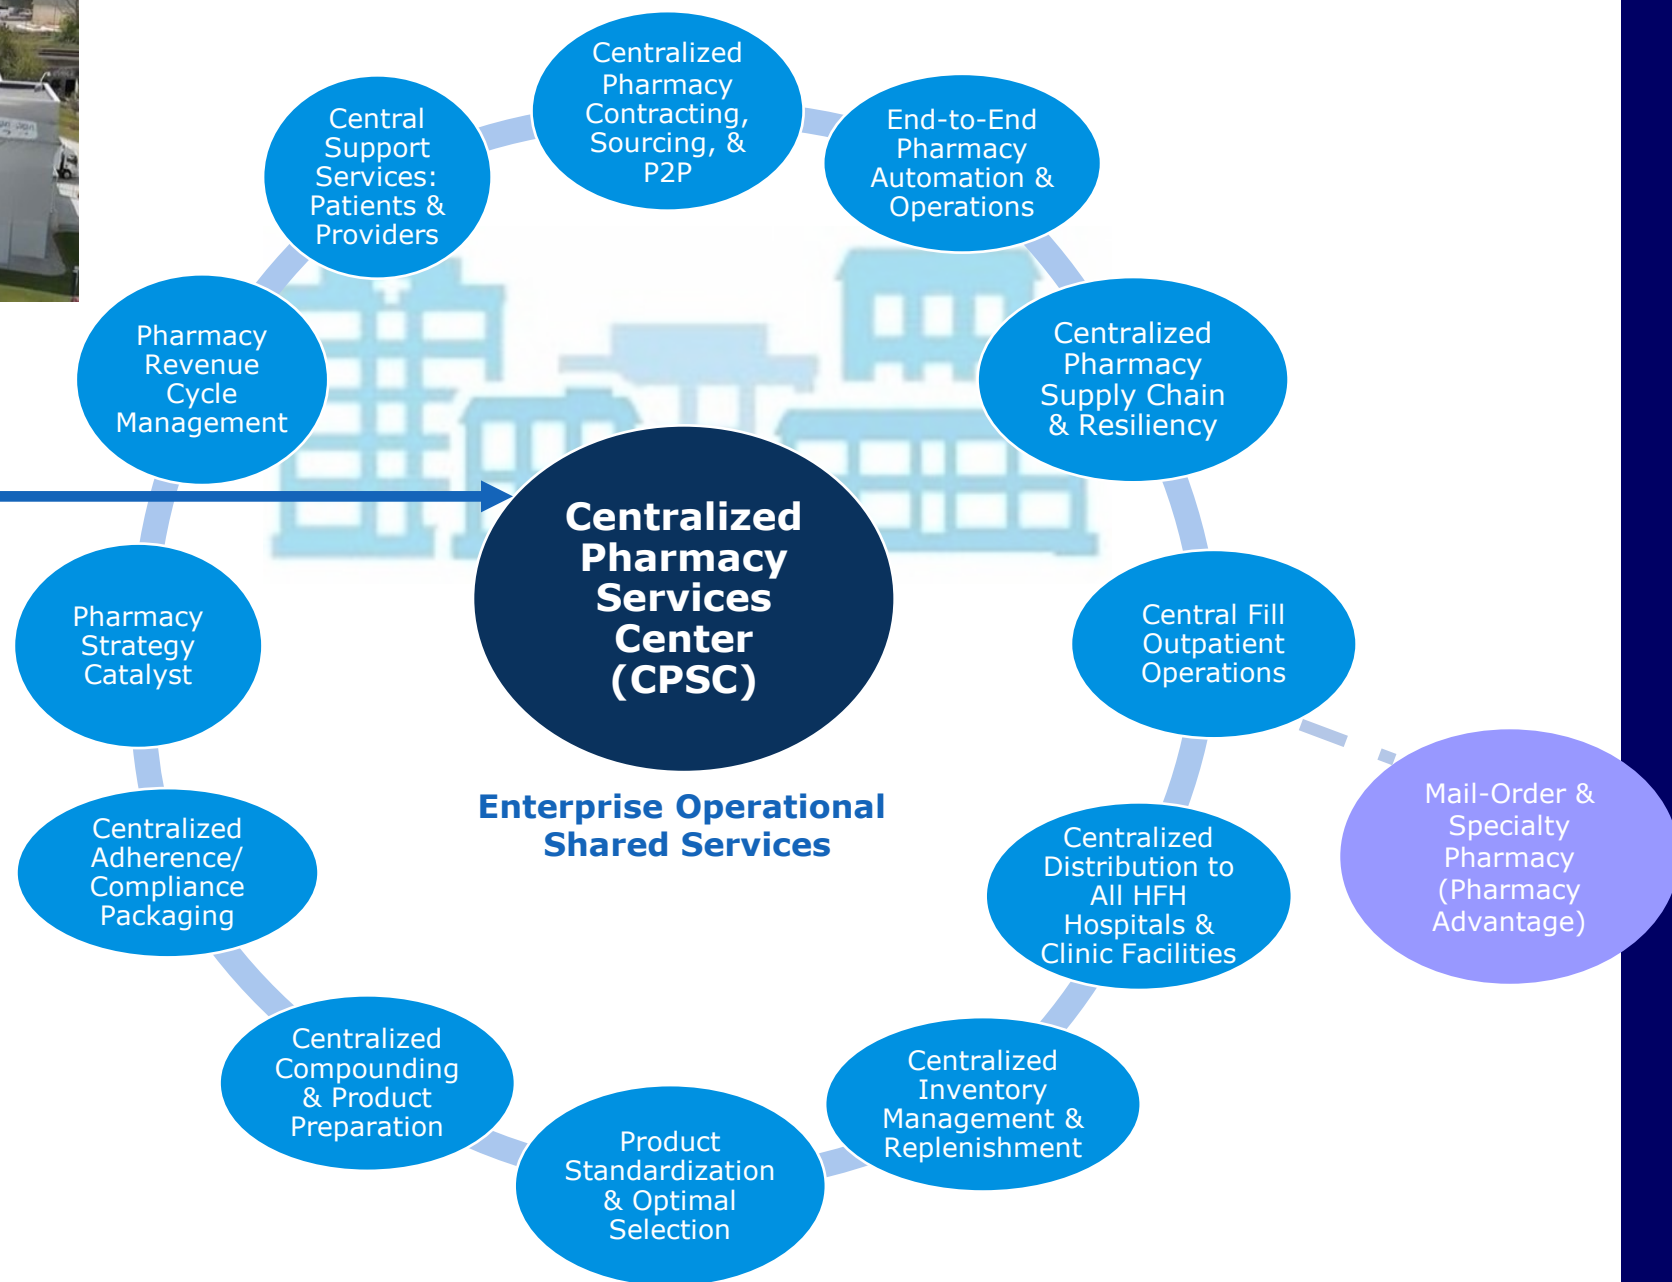 Centralized
Pharmacy
Contracting,
Sourcing, &
P2P
End-to-End
Pharmacy
Automation &
Operations
Centralized
Pharmacy
Supply Chain
& Resiliency
Central Fill
Outpatient
Operations
Mail-Order &
Specialty
Pharmacy
(Pharmacy
Advantage)
Centralized
Distribution to
All HFH
Hospitals &
Clinic Facilities
Centralized
Inventory
Management &
Replenishment
Product
Standardization
& Optimal
Selection
Centralized
Compounding
& Product
Preparation
Centralized
Adherence/
Compliance
Packaging
Pharmacy
Strategy
Catalyst
Pharmacy
Revenue
Cycle
Management
Central
Support
Services:
Patients &
Providers
Centralized
Pharmacy
Services
Center
(CPSC)
Enterprise Operational
Shared Services